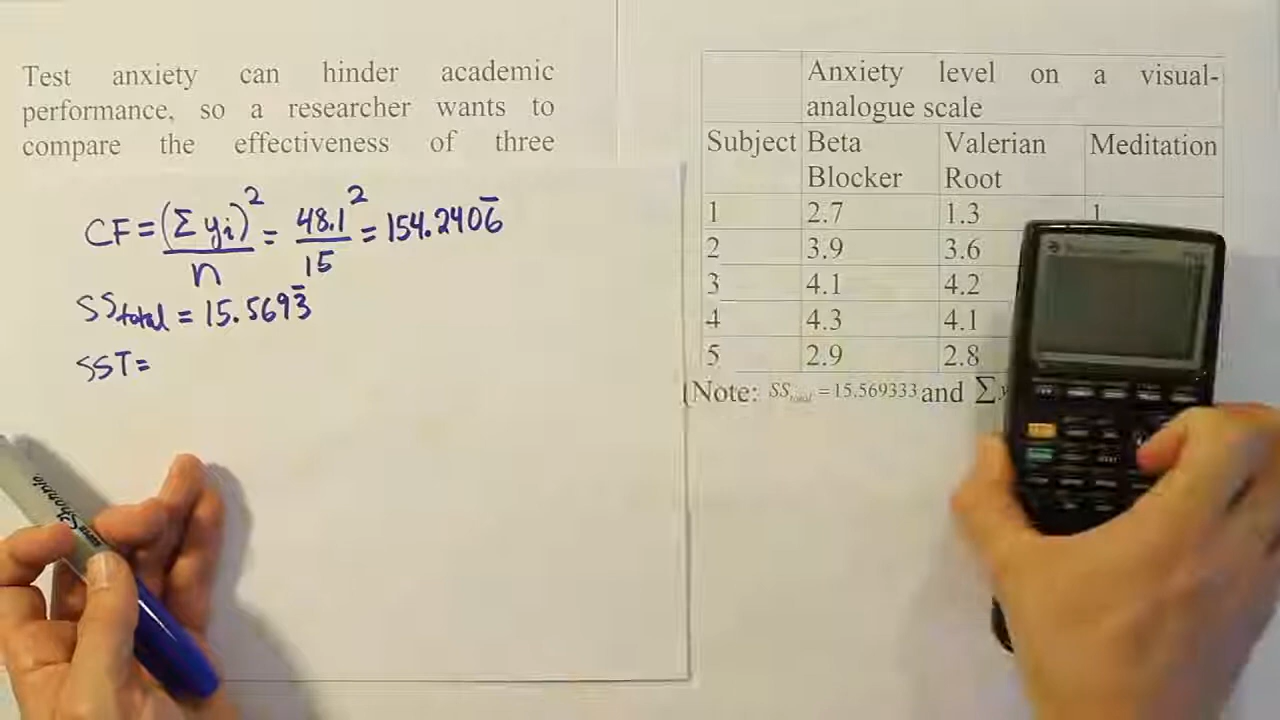 Test anxiety can hinder academic
performance, so a researcher wants to
compare the effectiveness of three
CF = (Σ yi)² / n = 48.1² / 15 = 154.2406̅
SStotal = 15.5693̅
SST =
Anxiety level on a visual-
analogue scale
Subject Beta Blocker Valerian Root Meditation
1 2.7 1.3 1
2 3.9 3.6
3 4.1 4.2
4 4.3 4.1
5 2.9 2.8
(Note: SStotal = 15.569333 and Σ y
Sharpie